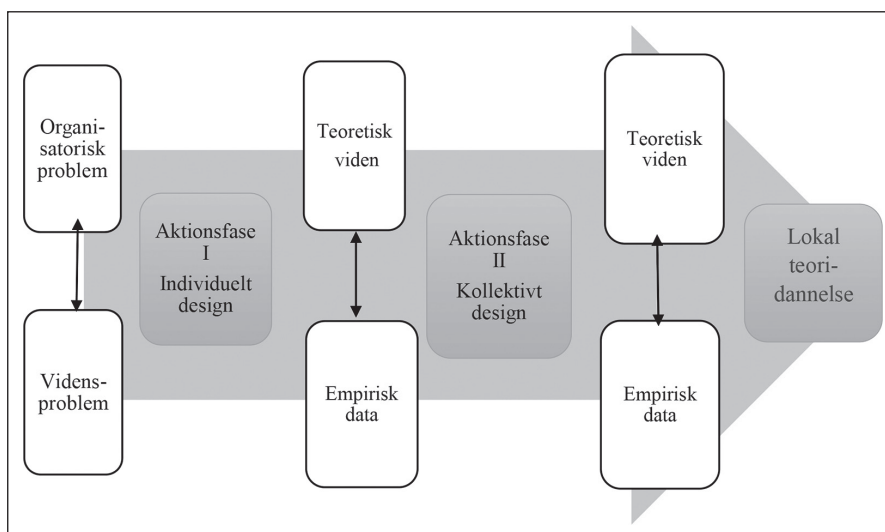 Organi-
satorisk
problem
Videns-
problem
Aktionsfase
I
Individuelt
design
Teoretisk
viden
Empirisk
data
Aktionsfase
II
Kollektivt
design
Teoretisk
viden
Empirisk
data
Lokal
teori-
dannelse